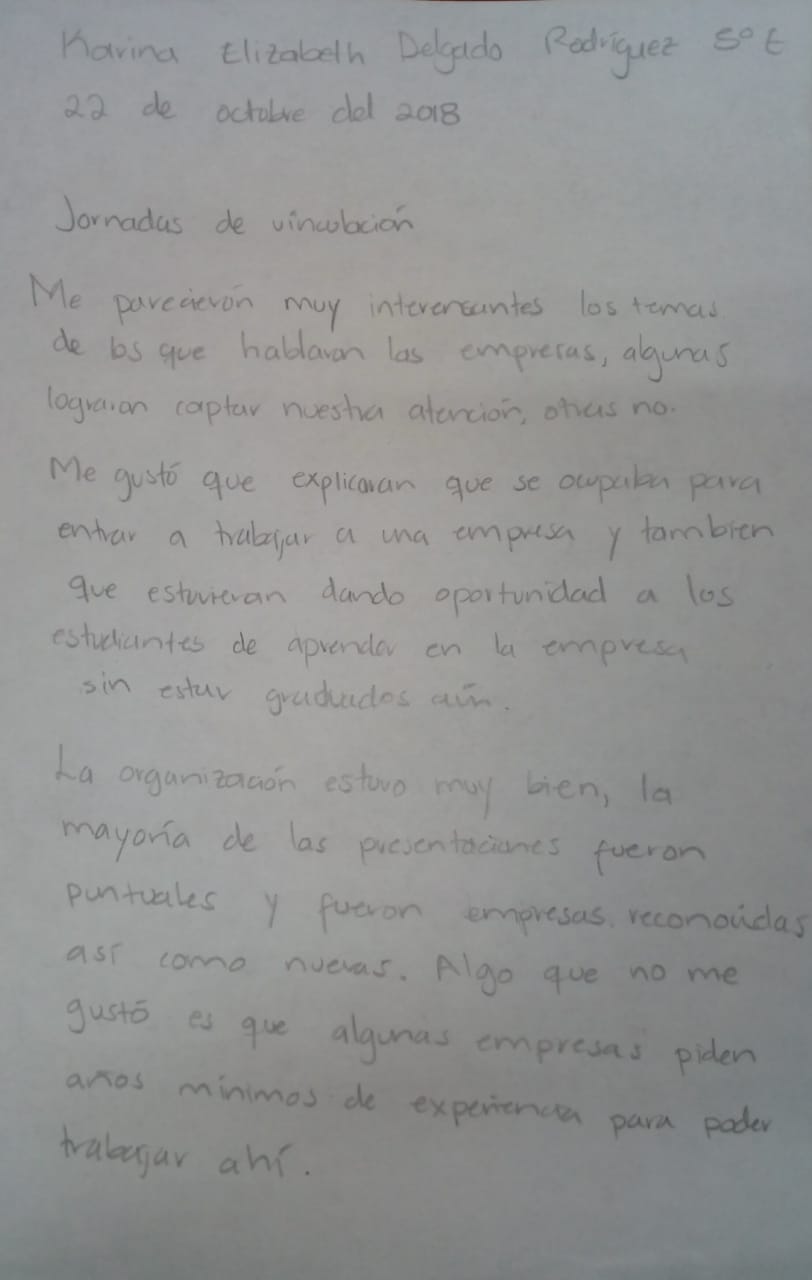 Karina Elizabeth Delgado Rodríguez 5° E
22 de octubre del 2018
Jornadas de vinculación
Me parecieron muy interensantes los temas
de los que hablaron las empresas, algunas
lograron captar nuestra atención, otras no.
Me gustó que explicaran que se ocupaba para
entrar a trabajar a una empresa y tambien
que estuvieran dando oportunidad a los
estudiantes de aprender en la empresa
sin estar graduados aún.
La organización estuvo muy bien, la
mayoría de las presentaciones fueron
puntuales y fueron empresas reconocidas
así como nuevas. Algo que no me
gustó es que algunas empresas piden
años mínimos de experiencia para poder
trabajar ahí.